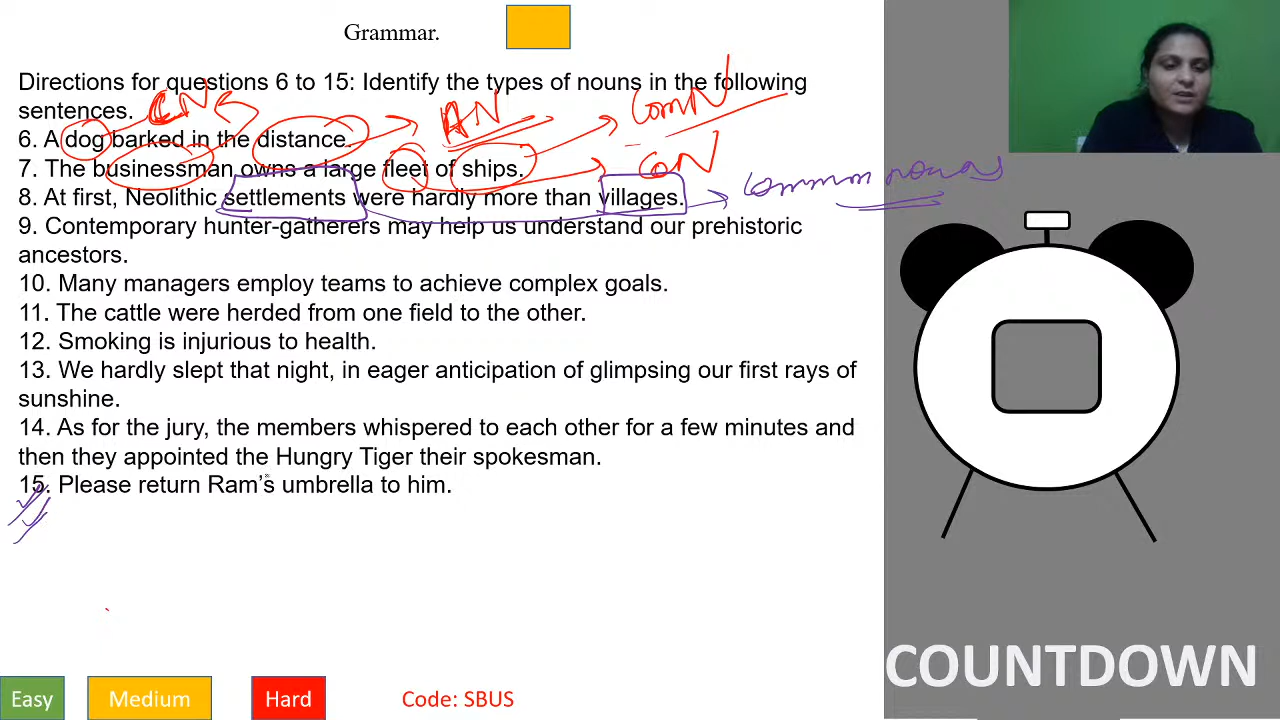 Grammar.
Directions for questions 6 to 15: Identify the types of nouns in the following
sentences.
CNs
AN
ComN
6. A dog barked in the distance.
7. The businessman owns a large fleet of ships.
CoN
8. At first, Neolithic settlements were hardly more than villages.
Common nouns
9. Contemporary hunter-gatherers may help us understand our prehistoric
ancestors.
10. Many managers employ teams to achieve complex goals.
11. The cattle were herded from one field to the other.
12. Smoking is injurious to health.
13. We hardly slept that night, in eager anticipation of glimpsing our first rays of
sunshine.
14. As for the jury, the members whispered to each other for a few minutes and
then they appointed the Hungry Tiger their spokesman.
15. Please return Ram's umbrella to him.
COUNTDOWN
Easy
Medium
Hard
Code: SBUS